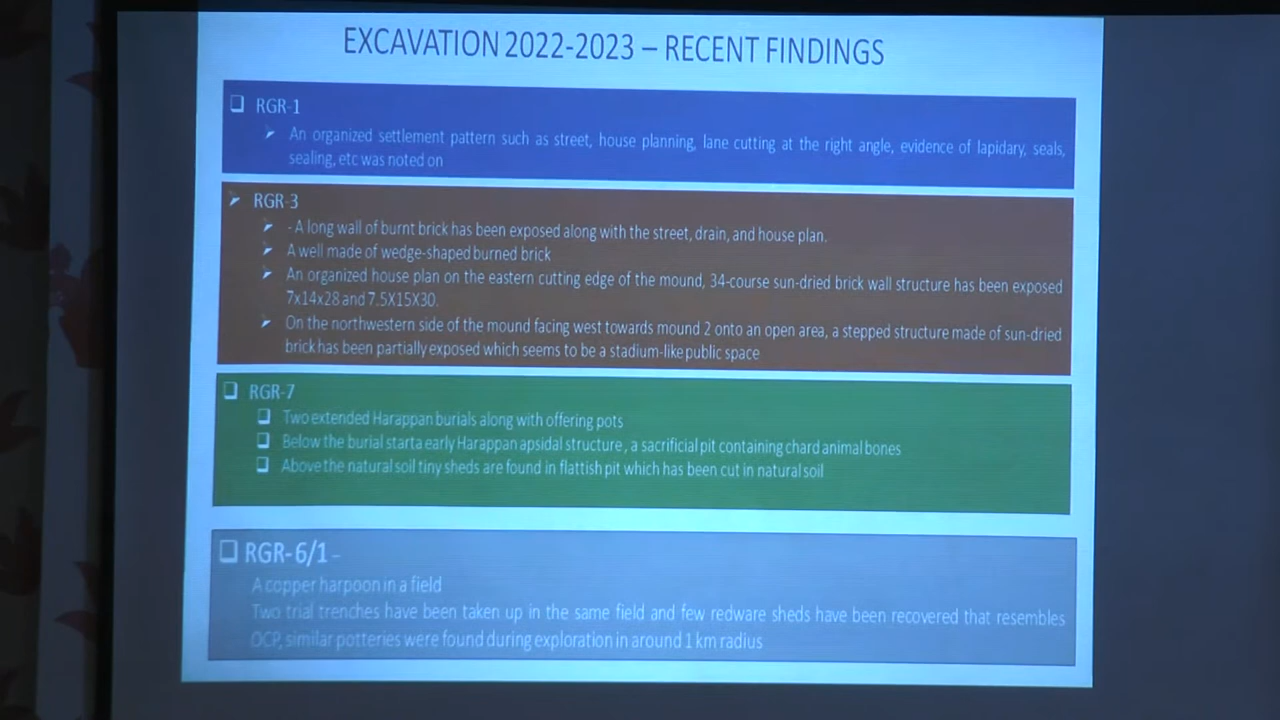 EXCAVATION 2022-2023 – RECENT FINDINGS
RGR-1
An organized settlement pattern such as street, house planning, lane cutting at the right angle, evidence of lapidary, seals,
sealing, etc was noted on
RGR-3
- A long wall of burnt brick has been exposed along with the street, drain, and house plan.
A well made of wedge-shaped burned brick
An organized house plan on the eastern cutting edge of the mound, 34-course sun-dried brick wall structure has been exposed
7x14x28 and 7.5X15X30.
On the northwestern side of the mound facing west towards mound 2 onto an open area, a stepped structure made of sun-dried
brick has been partially exposed which seems to be a stadium-like public space
RGR-7
Two extended Harappan burials along with offering pots
Below the burial starta early Harappan apsidal structure, a sacrificial pit containing chard animal bones
Above the natural soil tiny sheds are found in flattish pit which has been cut in natural soil
RGR-6/1 –
A copper harpoon in a field
Two trial trenches have been taken up in the same field and few redware sheds have been recovered that resembles
OCP, similar potteries were found during exploration in around 1 km radius